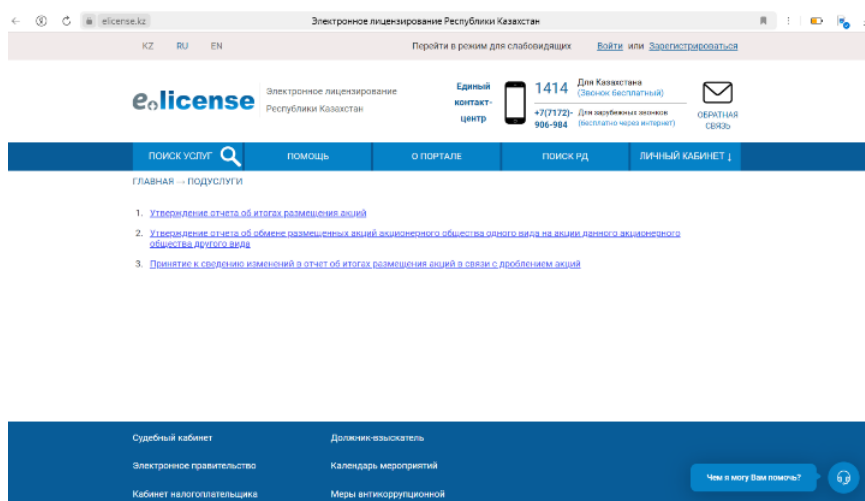 elicense.kz
Электронное лицензирование Республики Казахстан
KZ RU EN
Перейти в режим для слабовидящих
Войти или Зарегистрироваться
e.license
Электронное лицензирование
Республики Казахстан
Единый
контакт-
центр
1414
Для Казахстана
(Звонок бесплатный)
+7(7172)-
906-984
Для зарубежных звонков
(бесплатно через интернет)
ОБРАТНАЯ
СВЯЗЬ
ПОИСК УСЛУГ
ПОМОЩЬ
О ПОРТАЛЕ
ПОИСК РД
ЛИЧНЫЙ КАБИНЕТ ↓
ГЛАВНАЯ → ПОДУСЛУГИ
1. Утверждение отчета об итогах размещения акций
2. Утверждение отчета об обмене размещенных акций акционерного общества одного вида на акции данного акционерного
общества другого вида
3. Принятие к сведению изменений в отчет об итогах размещения акций в связи с дроблением акций
Судебный кабинет
Должник-взыскатель
Электронное правительство
Календарь мероприятий
Кабинет налогоплательщика
Меры антикоррупционной
Чем я могу Вам помочь?